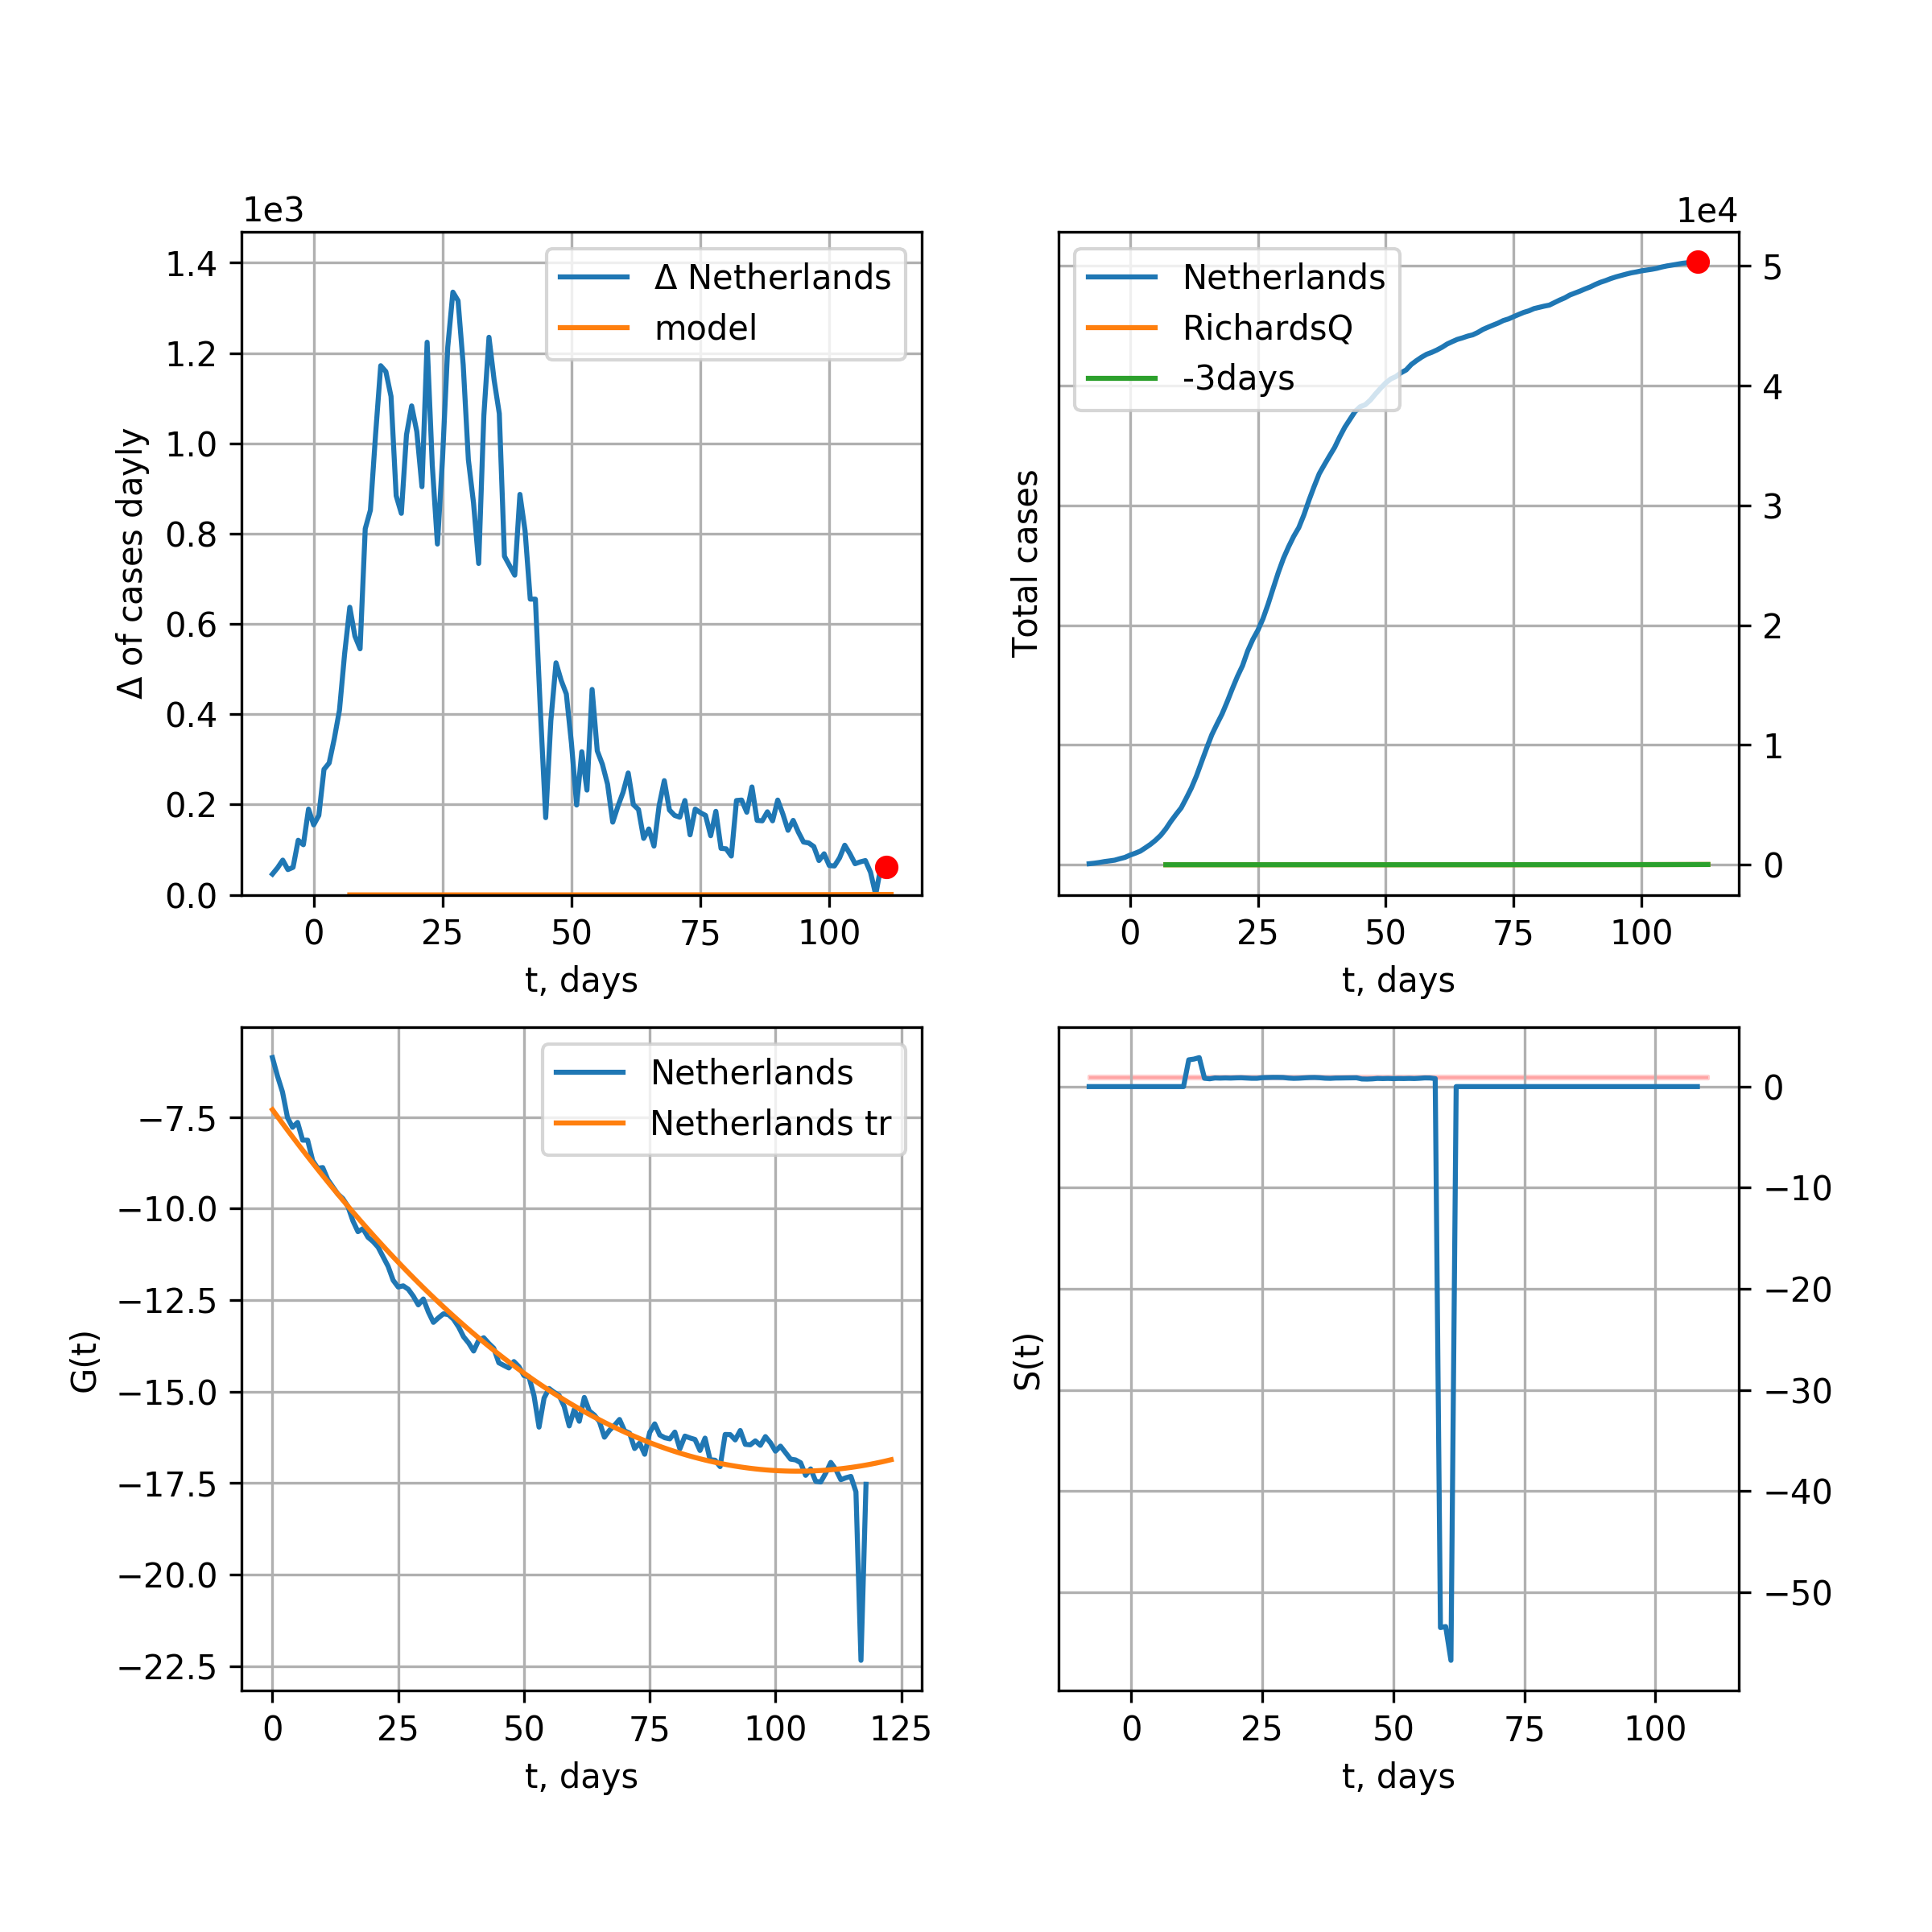 1e3
Δ Netherlands
model
1.4
1.2
1.0
0.8
0.6
0.4
0.2
0.0
Δ of cases dayly
0 25 50 75 100
t, days
1e4
Netherlands
RichardsQ
-3days
5
4
3
2
1
0
Total cases
0 25 50 75 100
t, days
Netherlands
Netherlands tr
−7.5
−10.0
−12.5
−15.0
−17.5
−20.0
−22.5
G(t)
0 25 50 75 100 125
t, days
0
−10
−20
−30
−40
−50
S(t)
0 25 50 75 100
t, days